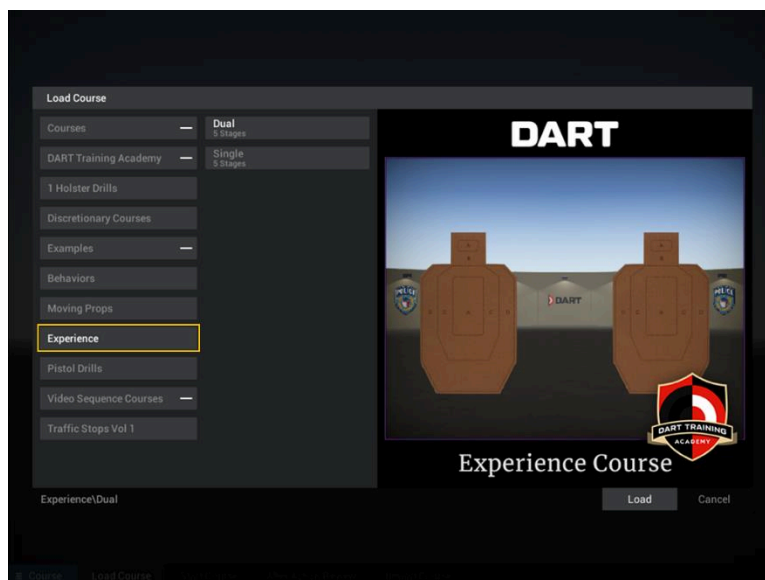 Load Course
Courses
DART Training Academy
1 Holster Drills
Discretionary Courses
Examples
Behaviors
Moving Props
Experience
Pistol Drills
Video Sequence Courses
Traffic Stops Vol 1
Dual
5 Stages
Single
5 Stages
DART
POLICE
DART
POLICE
DART TRAINING
ACADEMY
Experience Course
Experience\Dual
Load
Cancel
Course
Load Course